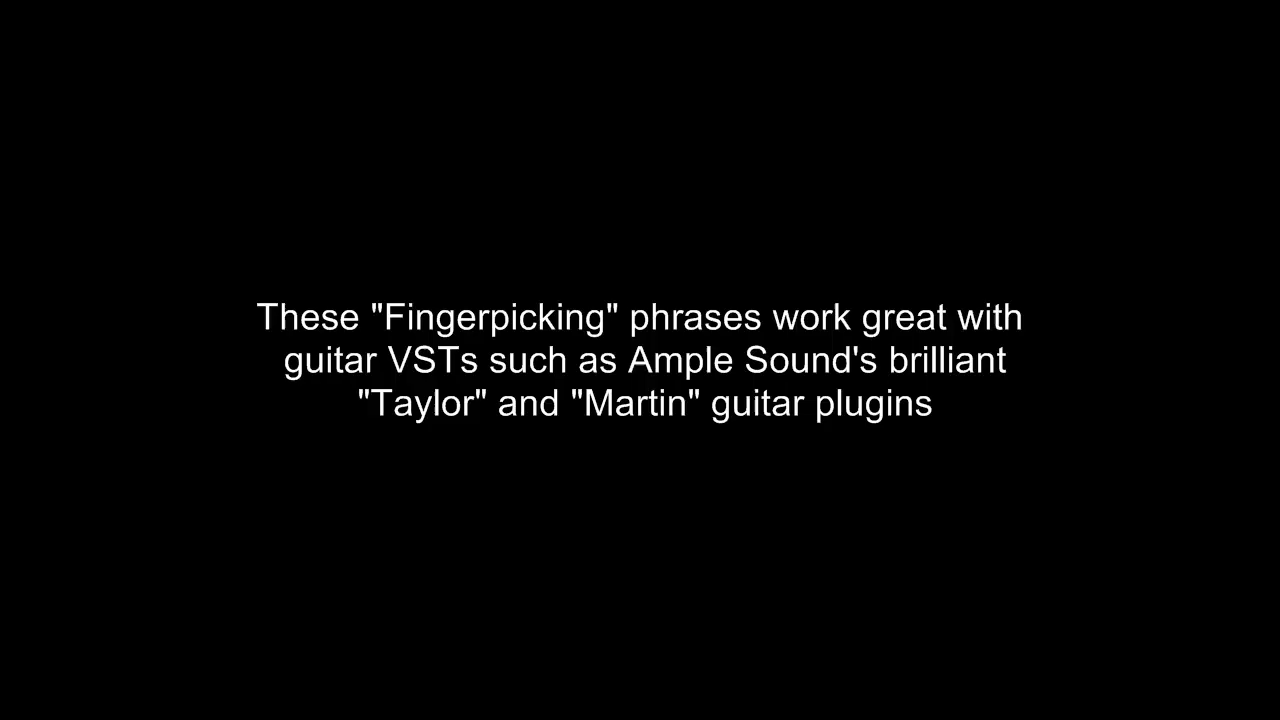 These "Fingerpicking" phrases work great with
guitar VSTs such as Ample Sound's brilliant
"Taylor" and "Martin" guitar plugins